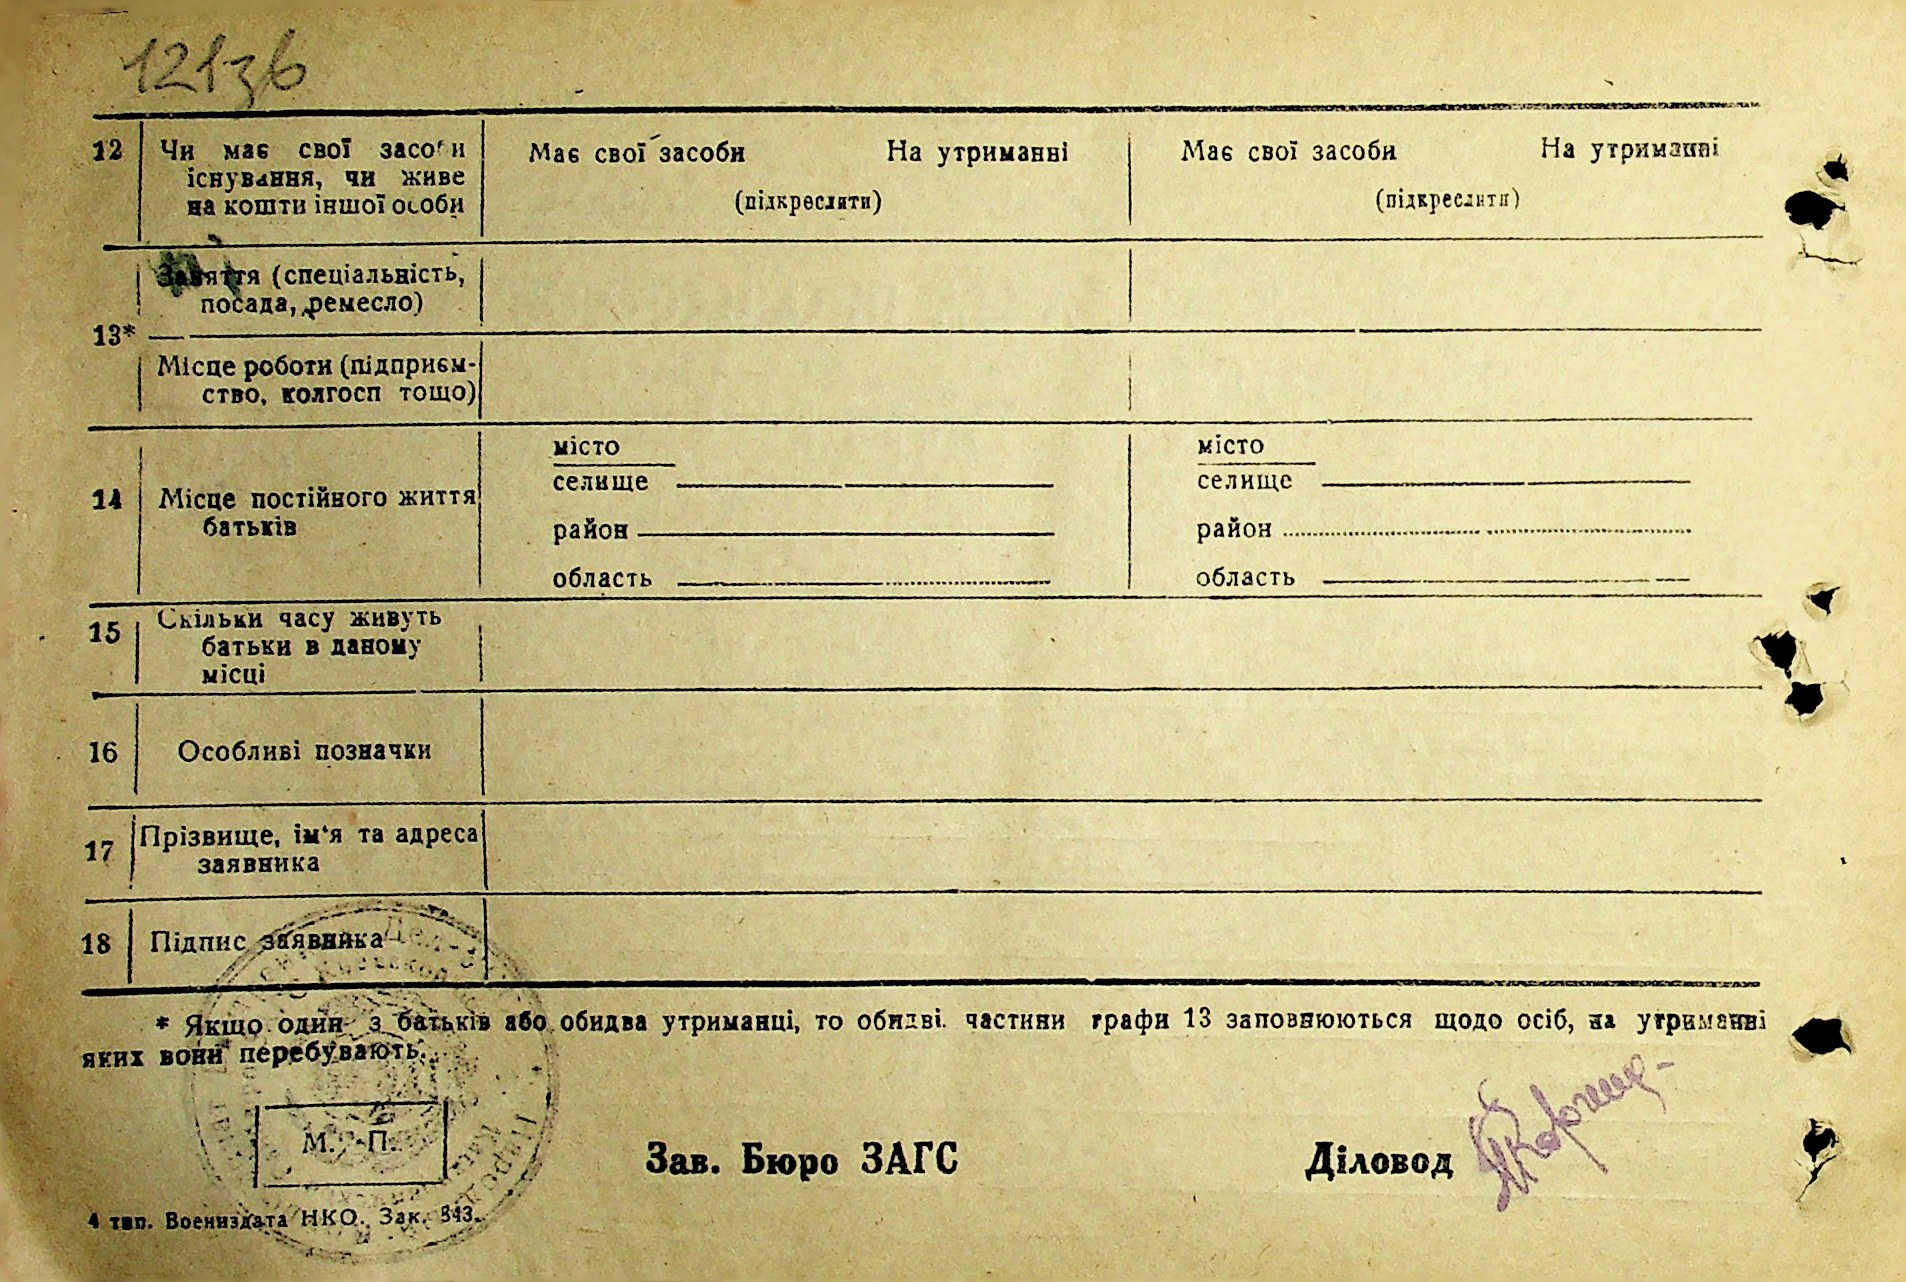 121зв
12 Чи має свої засоби Має свої засоби На утриманні Має свої засоби На утриманні
існування, чи живе
на кошти іншої особи (підкреслити) (підкреслити)
Заняття (спеціальність,
посада, ремесло)
13*
Місце роботи (підприєм-
ство, колгосп тощо)
місто місто
селище селище
14 Місце постійного життя
батьків район район
область область
Скільки часу живуть
15 батьки в даному
місці
16 Особливі позначки
Прізвище, ім'я та адреса
17 заявника
18 Підпис заявника
* Якщо один з батьків або обидва утриманці, то обидві частини графи 13 заповнюються щодо осіб, на утриманні
яких вони перебувають.
М. П.
Зав. Бюро ЗАГС Діловод
4 тип. Воениздата НКО. Зак. 343.